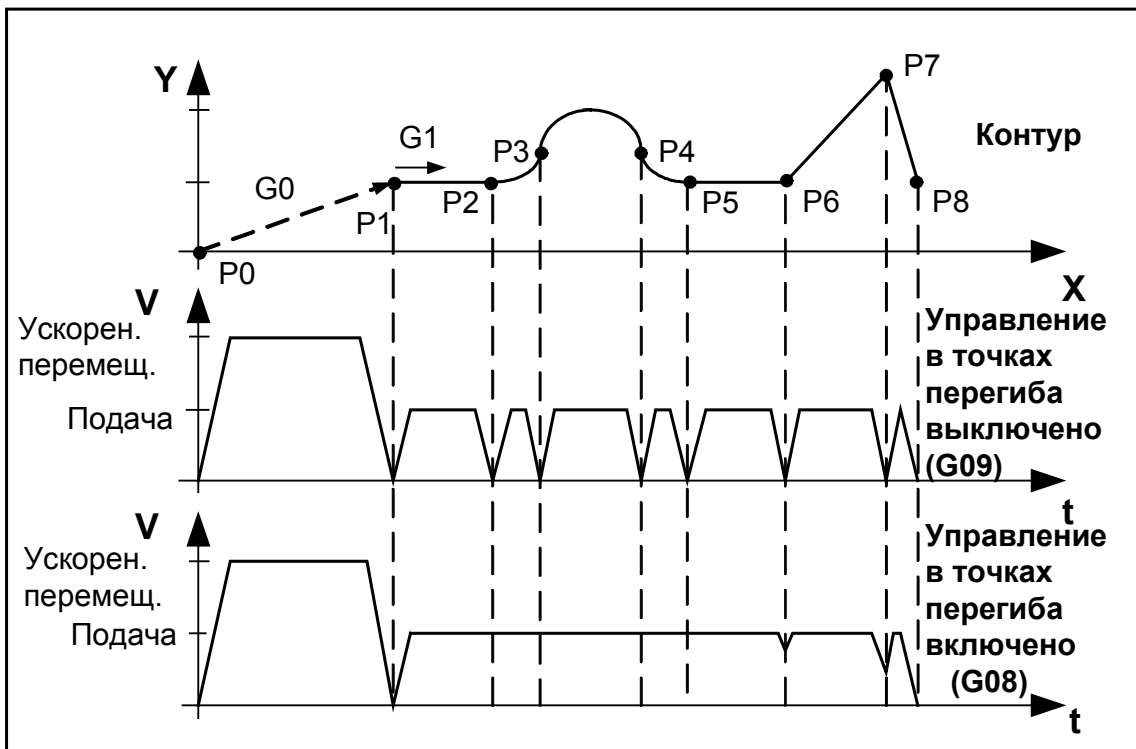 Y
P7
G1
P3
P4
Контур
G0
P1
P2
P5
P6
P8
P0
X
V
Ускорен.
перемещ.
Подача
Управление
в точках
перегиба
выключено
(G09)
t
V
Ускорен.
перемещ.
Подача
Управление
в точках
перегиба
включено
(G08)
t